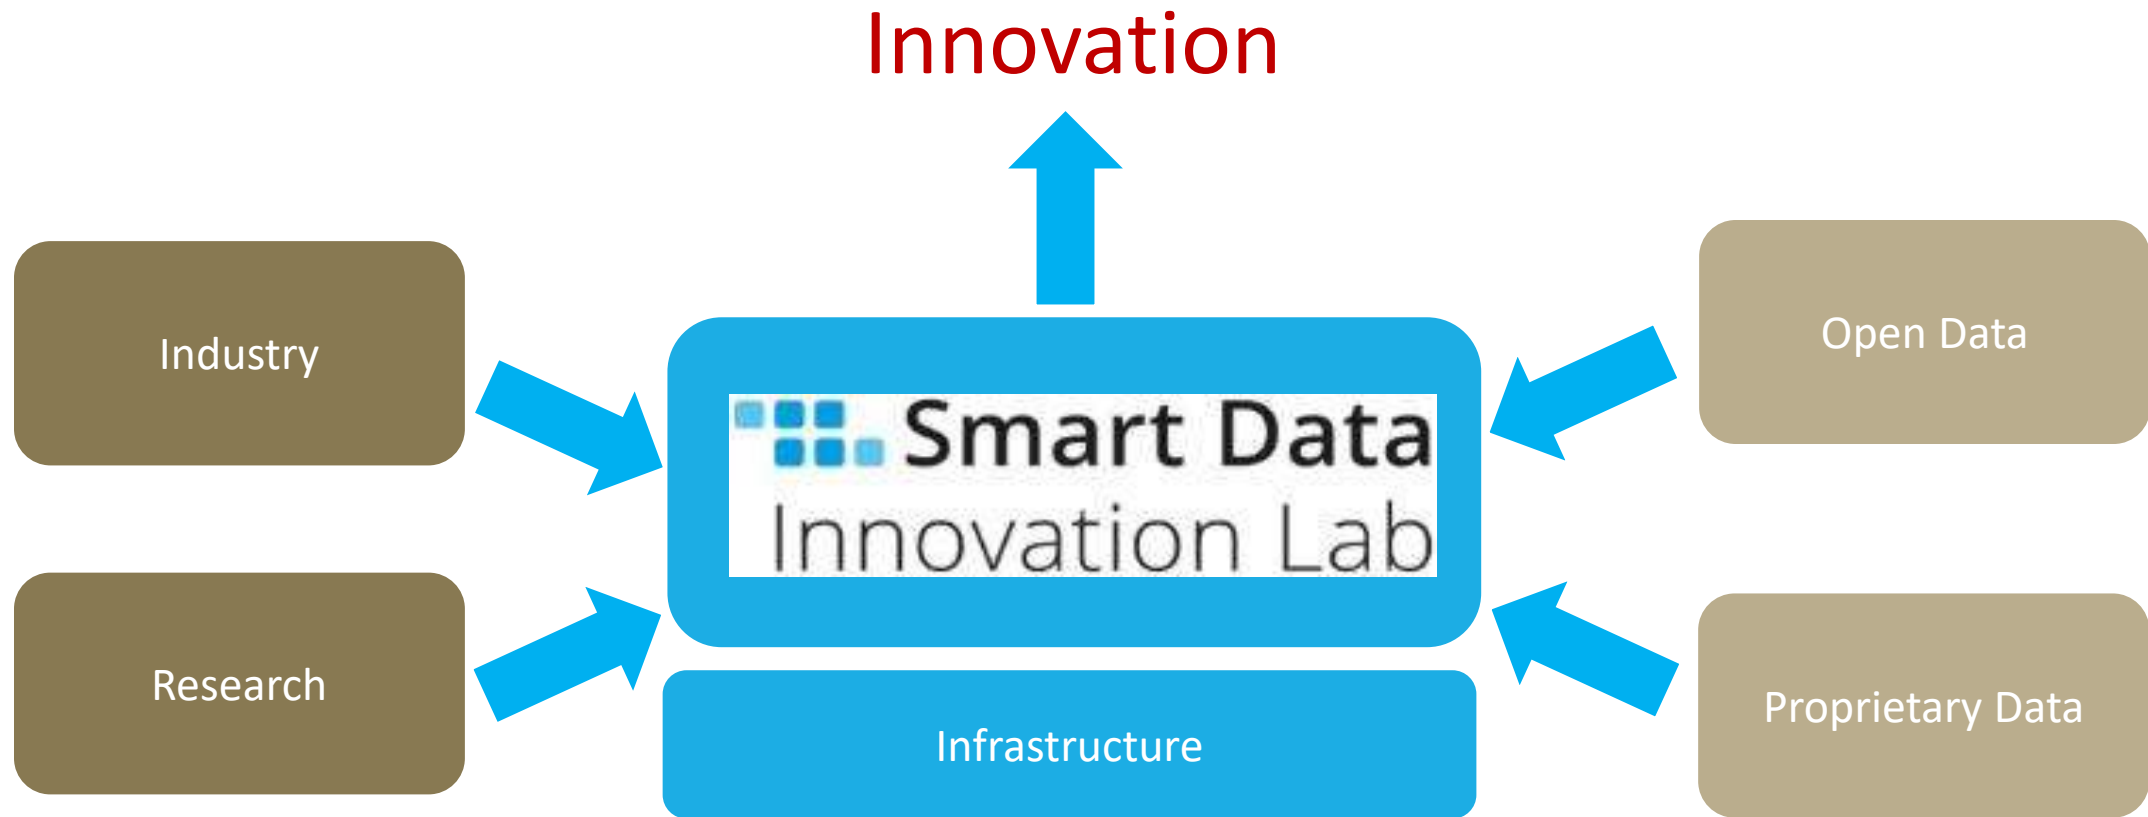 Innovation
Industry
Open Data
Smart Data
Innovation Lab
Research
Proprietary Data
Infrastructure